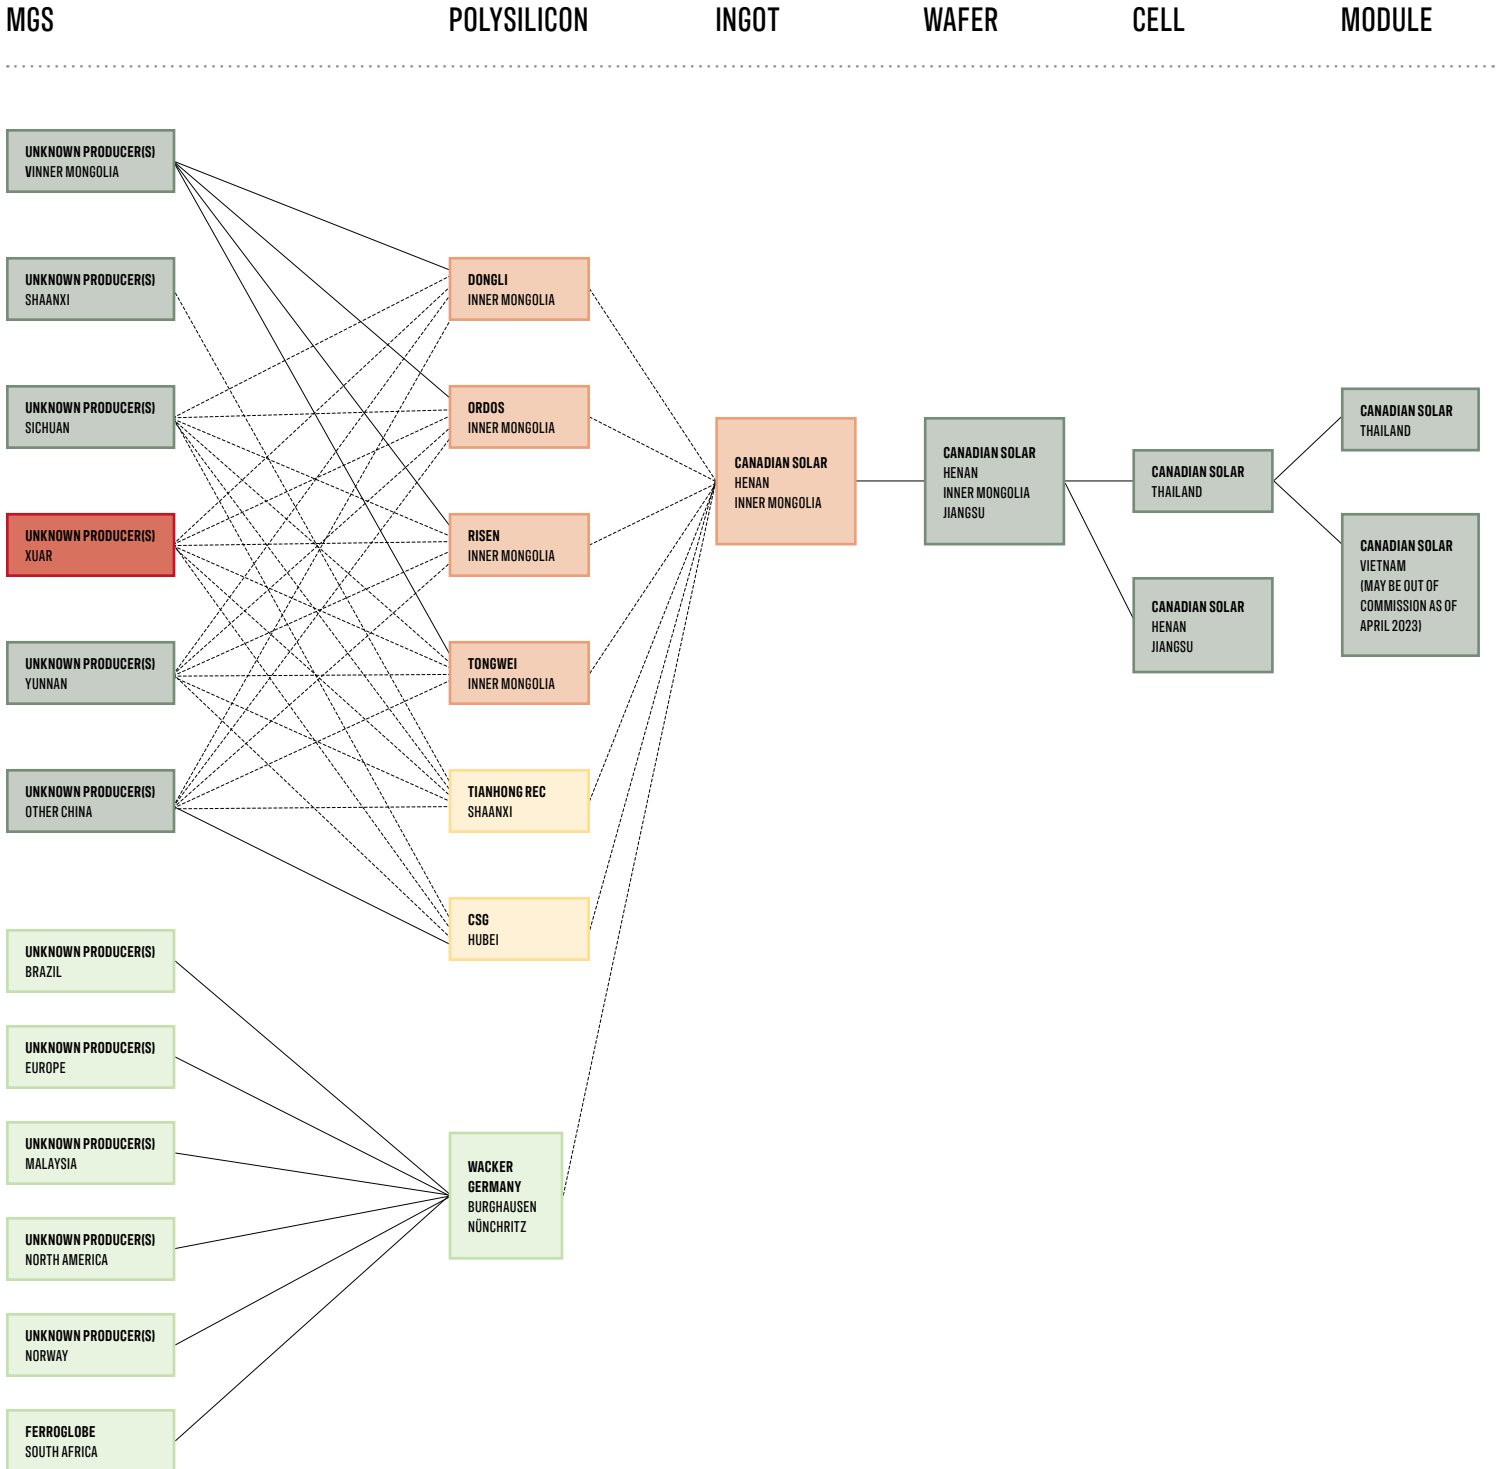 MGS
POLYSILICON
INGOT
WAFER
CELL
MODULE
UNKNOWN PRODUCER(S)
VINNER MONGOLIA
UNKNOWN PRODUCER(S)
SHAANXI
UNKNOWN PRODUCER(S)
SICHUAN
UNKNOWN PRODUCER(S)
XUAR
UNKNOWN PRODUCER(S)
YUNNAN
UNKNOWN PRODUCER(S)
OTHER CHINA
UNKNOWN PRODUCER(S)
BRAZIL
UNKNOWN PRODUCER(S)
EUROPE
UNKNOWN PRODUCER(S)
MALAYSIA
UNKNOWN PRODUCER(S)
NORTH AMERICA
UNKNOWN PRODUCER(S)
NORWAY
FERROGLOBE
SOUTH AFRICA
DONGLI
INNER MONGOLIA
ORDOS
INNER MONGOLIA
RISEN
INNER MONGOLIA
TONGWEI
INNER MONGOLIA
TIANHONG REC
SHAANXI
CSG
HUBEI
WACKER
GERMANY
BURGHAUSEN
NÜNCHRITZ
CANADIAN SOLAR
HENAN
INNER MONGOLIA
CANADIAN SOLAR
HENAN
INNER MONGOLIA
JIANGSU
CANADIAN SOLAR
THAILAND
CANADIAN SOLAR
HENAN
JIANGSU
CANADIAN SOLAR
THAILAND
CANADIAN SOLAR
VIETNAM
(MAY BE OUT OF
COMMISSION AS OF
APRIL 2023)